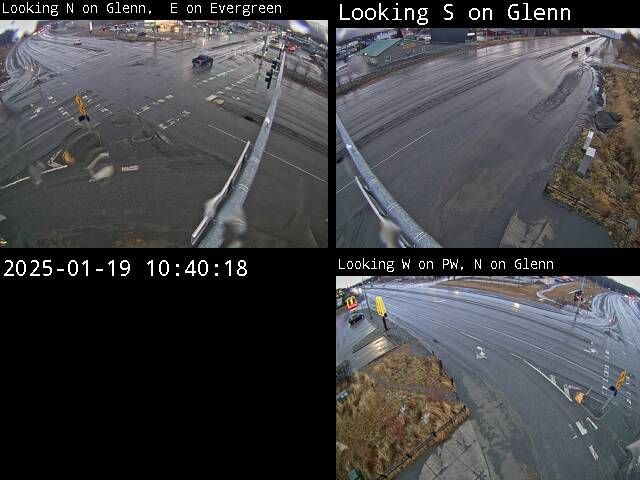 Looking N on Glenn,  E on Evergreen
Looking S on Glenn
2025-01-19 10:40:18
Looking W on PW, N on Glenn